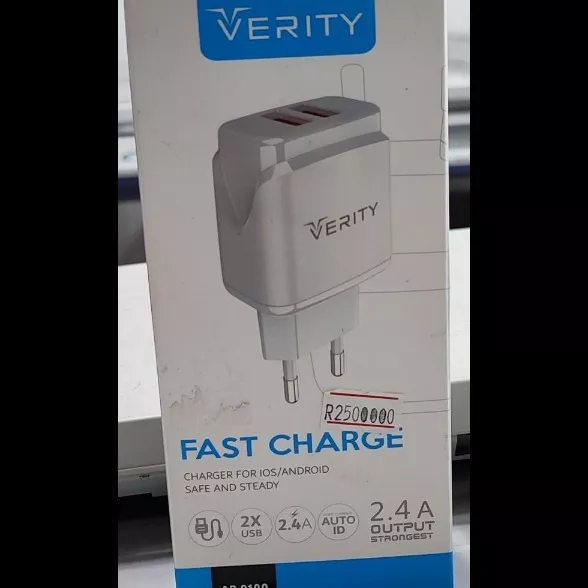 VERITY
VERITY
R2500000
FAST CHARGE
CHARGER FOR IOS/ANDROID
SAFE AND STEADY
2X
USB
2.4A
AUTO
ID
2.4 A
OUTPUT
STRONGEST